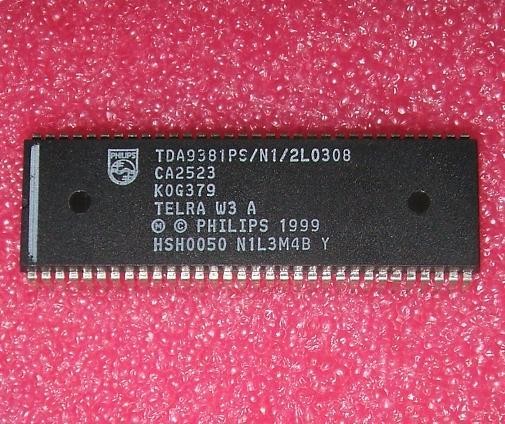 PHILIPS
TDA9381PS/N1/2L0308
CA2523
K0G379
TELRA W3 A
Ⓜ © PHILIPS 1999
HSH0050 N1L3M4B Y